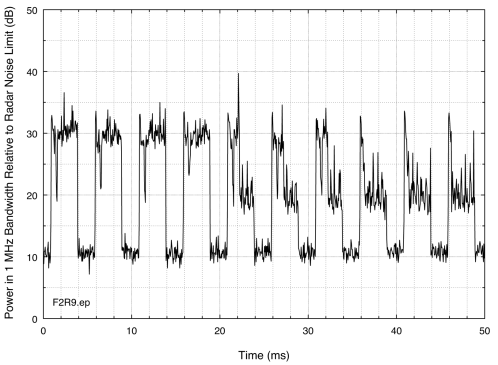 Power in 1 MHz Bandwidth Relative to Radar Noise Limit (dB)
50
40
30
20
10
0
F2R9.ep
0 10 20 30 40 50
Time (ms)